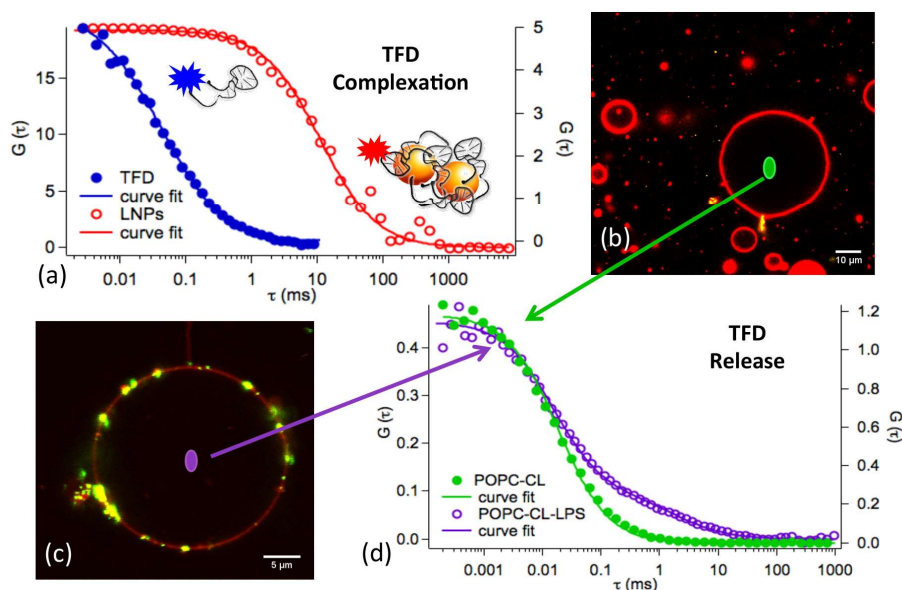 TFD
Complexation
G (τ)
15
10
5
0
5
4
3
2
1
0
G (τ)
TFD
curve fit
LNPs
curve fit
0.01
0.1
1
10
100
1000
τ (ms)
(a)
(b)
10 µm
(c)
5 µm
TFD
Release
G (τ)
0.4
0.3
0.2
0.1
0.0
1.2
1.0
0.8
0.6
0.4
0.2
0.0
G (τ)
POPC-CL
curve fit
POPC-CL-LPS
curve fit
0.001
0.01
0.1
1
10
100
1000
τ (ms)
(d)